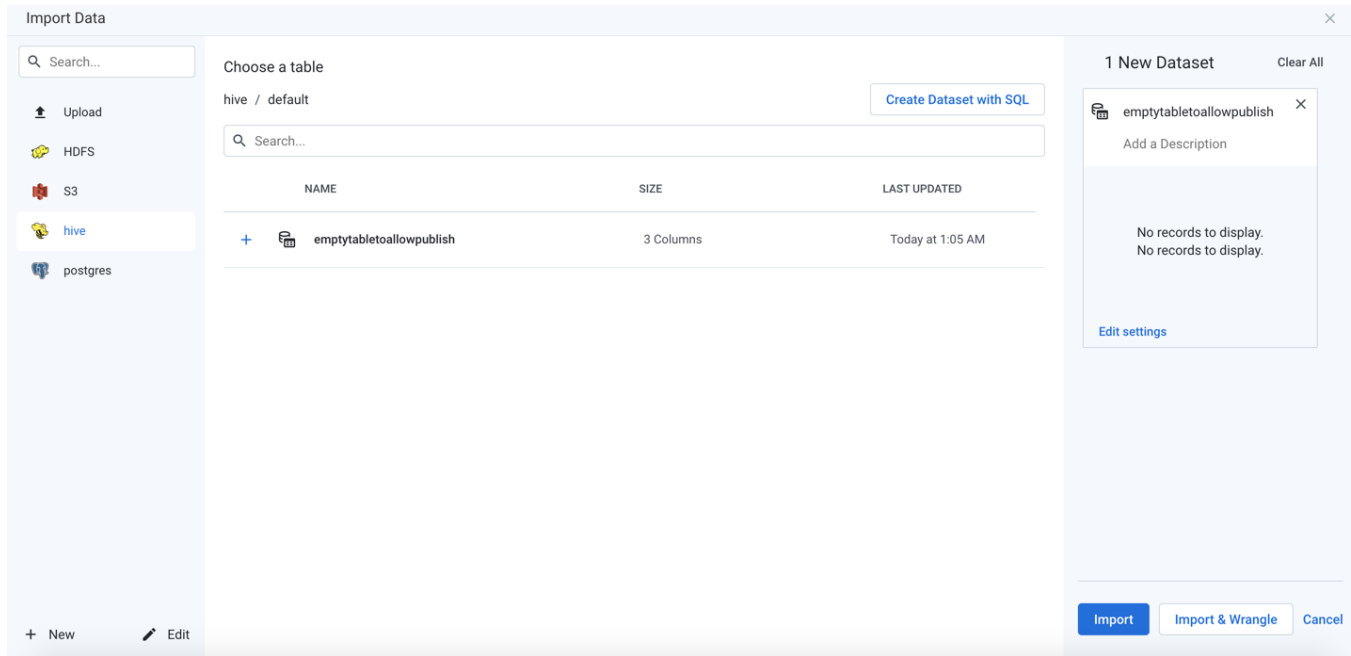 Import Data
Search...
Upload
HDFS
S3
hive
postgres
+ New
Edit
Choose a table
hive / default
Create Dataset with SQL
Search...
NAME SIZE LAST UPDATED
emptytabletoallowpublish 3 Columns Today at 1:05 AM
1 New Dataset
Clear All
emptytabletoallowpublish
Add a Description
No records to display.
No records to display.
Edit settings
Import
Import & Wrangle
Cancel